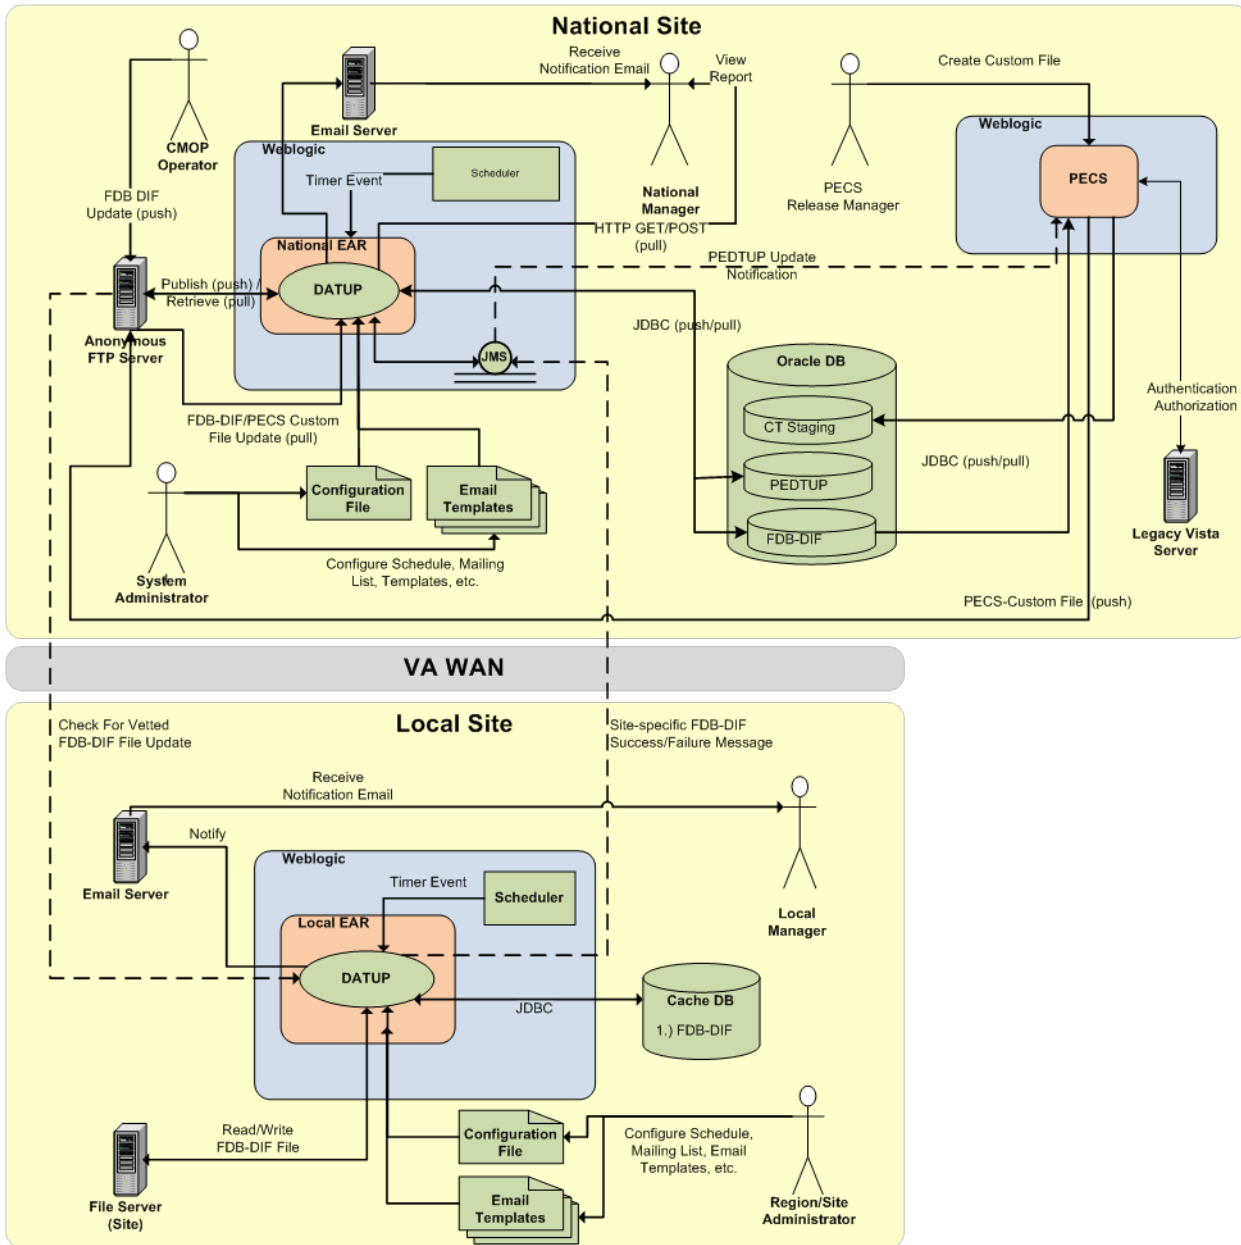 National Site
Receive
Notification Email
View
Report
Create Custom File
Email Server
CMOP
Operator
Weblogic
Weblogic
Timer Event
Scheduler
PECS
National
Manager
PECS
Release Manager
FDB DIF
Update (push)
HTTP GET/POST
(pull)
National EAR
PEDTUP Update
Notification
Publish (push) /
Retrieve (pull)
DATUP
JDBC (push/pull)
Anonymous
FTP Server
JMS
Oracle DB
Authentication
Authorization
FDB-DIF/PECS Custom
File Update (pull)
CT Staging
JDBC (push/pull)
Configuration
File
Email
Templates
PEDTUP
FDB-DIF
Legacy Vista
Server
Configure Schedule, Mailing
List, Templates, etc.
System
Administrator
PECS-Custom File (push)
VA WAN
Local Site
Check For Vetted
FDB-DIF File Update
Site-specific FDB-DIF
Success/Failure Message
Receive
Notification Email
Notify
Email Server
Weblogic
Timer Event
Scheduler
Local
Manager
Local EAR
DATUP
JDBC
Cache DB
1.) FDB-DIF
Read/Write
FDB-DIF File
Configuration
File
Configure Schedule,
Mailing List, Email
Templates, etc.
File Server
(Site)
Email
Templates
Region/Site
Administrator